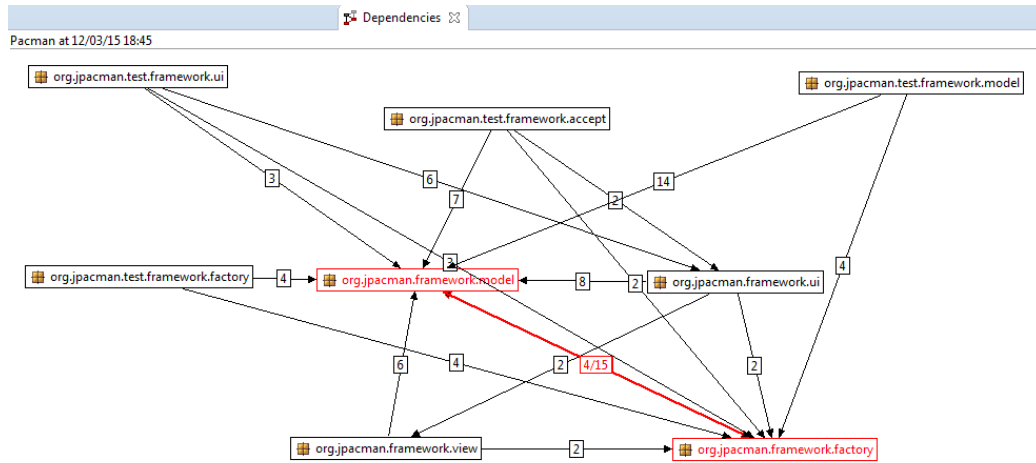 Dependencies
Pacman at 12/03/15 18:45
org.jpacman.test.framework.ui
org.jpacman.test.framework.model
org.jpacman.test.framework.accept
3
6
7
2
14
3
4
org.jpacman.test.framework.factory
4
org.jpacman.framework.model
8
2
org.jpacman.framework.ui
6
4
2
4/15
2
org.jpacman.framework.view
2
org.jpacman.framework.factory